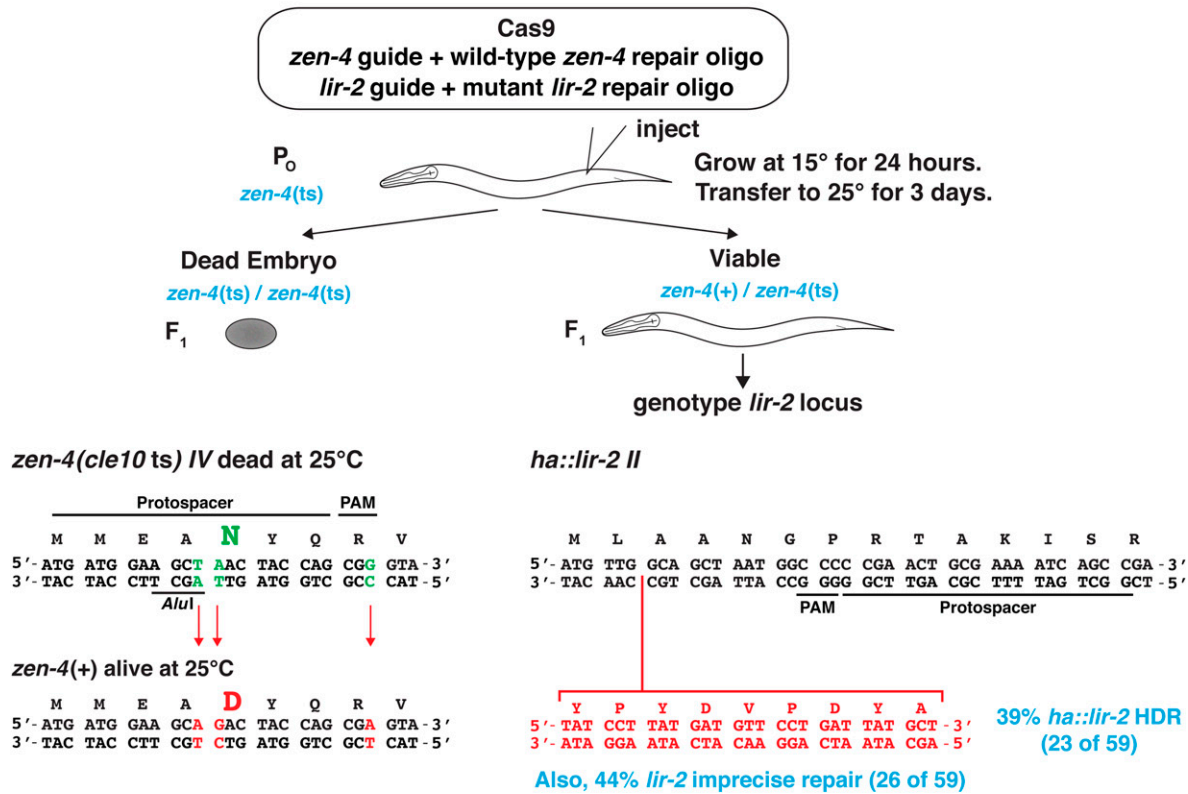 Cas9
zen-4 guide + wild-type zen-4 repair oligo
lir-2 guide + mutant lir-2 repair oligo
inject
P0
zen-4(ts)
Grow at 15° for 24 hours.
Transfer to 25° for 3 days.
Dead Embryo
zen-4(ts) / zen-4(ts)
F1
Viable
zen-4(+) / zen-4(ts)
F1
genotype lir-2 locus
zen-4(cle10 ts) IV dead at 25°C
Protospacer PAM
M M E A N Y Q R V
5′-ATG ATG GAA GCT AAC TAC CAG CGG GTA-3′
3′-TAC TAC CTT CGA TTG ATG GTC GCC CAT-5′
AluI
zen-4(+) alive at 25°C
M M E A D Y Q R V
5′-ATG ATG GAA GCA GAC TAC CAG CGA GTA-3′
3′-TAC TAC CTT CGT CTG ATG GTC GCT CAT-5′
ha::lir-2 II
M L A A N G P R T A K I S R
5′-ATG TTG GCA GCT AAT GGC CCC CGA ACT GCG AAA ATC AGC CGA-3′
3′-TAC AAC CGT CGA TTA CCG GGG GCT TGA CGC TTT TAG TCG GCT-5′
PAM Protospacer
Y P Y D V P D Y A
5′-TAT CCT TAT GAT GTT CCT GAT TAT GCT-3′
3′-ATA GGA ATA CTA CAA GGA CTA ATA CGA-5′
39% ha::lir-2 HDR
(23 of 59)
Also, 44% lir-2 imprecise repair (26 of 59)